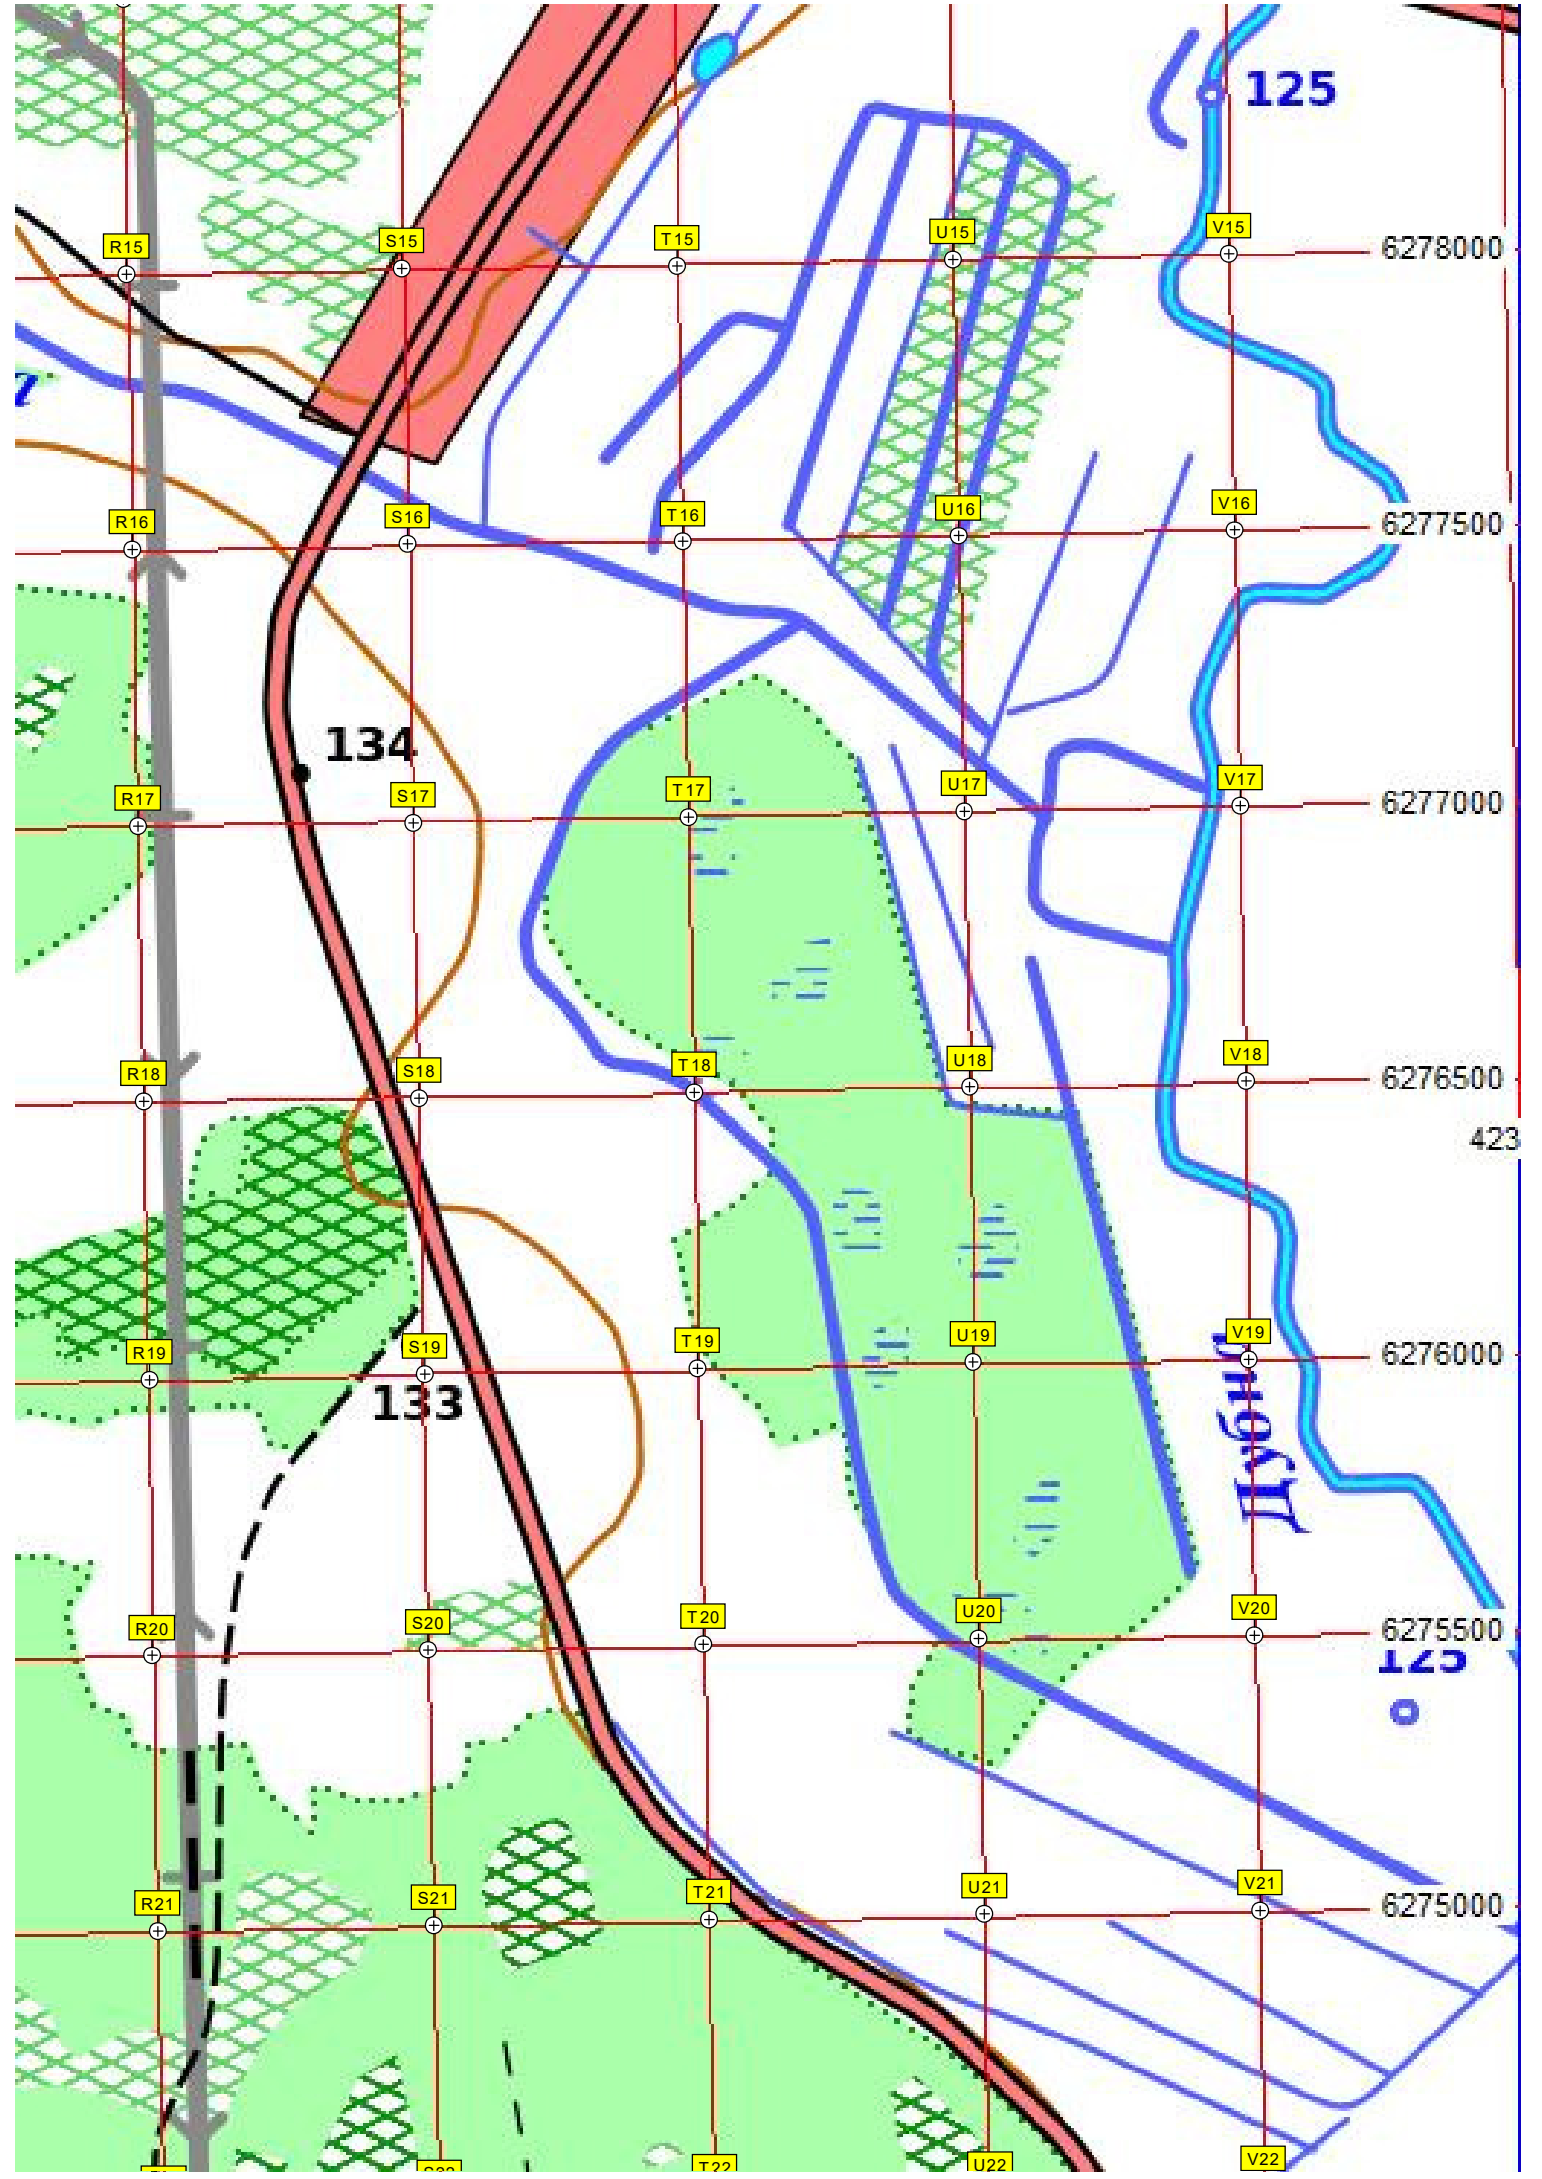 125
R15 S15 T15 U15 V15 6278000
R16 S16 T16 U16 V16 6277500
134
R17 S17 T17 U17 V17 6277000
R18 S18 T18 U18 V18 6276500
423
R19 S19 T19 U19 V19 6276000
133
Дубна
R20 S20 T20 U20 V20 6275500
125
R21 S21 T21 U21 V21 6275000
T22 U22 V22